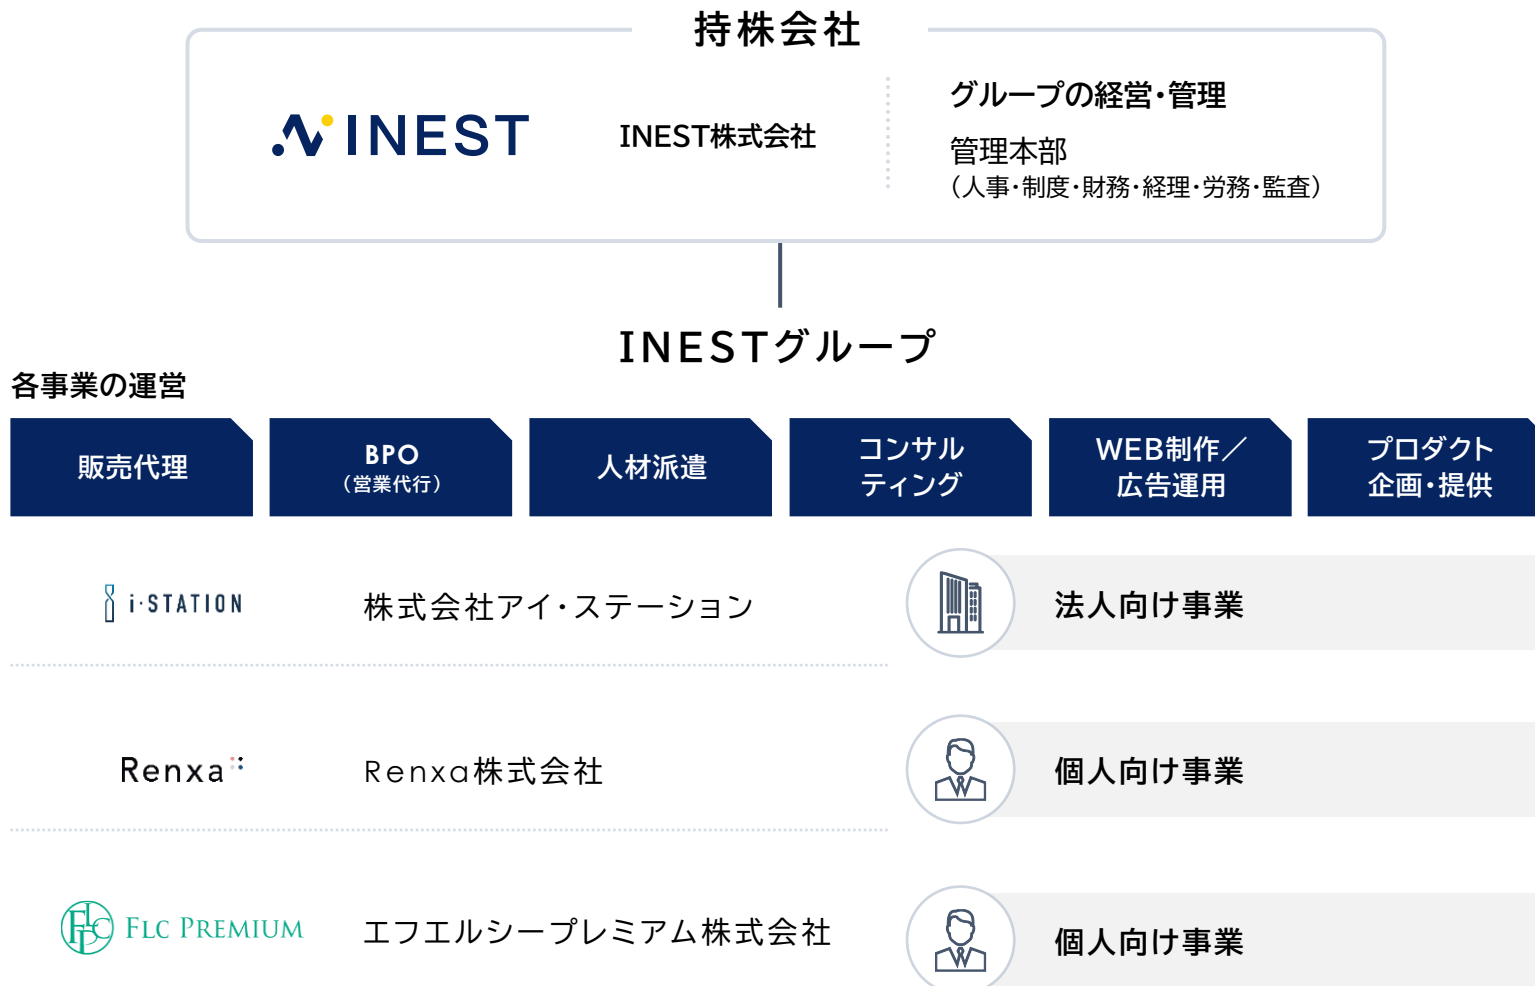 持株会社
INEST
INEST株式会社
グループの経営・管理
管理本部
（人事・制度・財務・経理・労務・監査）
INESTグループ
各事業の運営
販売代理
BPO
（営業代行）
人材派遣
コンサル
ティング
WEB制作／
広告運用
プロダクト
企画・提供
i・STATION
株式会社アイ・ステーション
法人向け事業
Renxa
Renxa株式会社
個人向け事業
FLCP
FLC PREMIUM
エフエルシープレミアム株式会社
個人向け事業